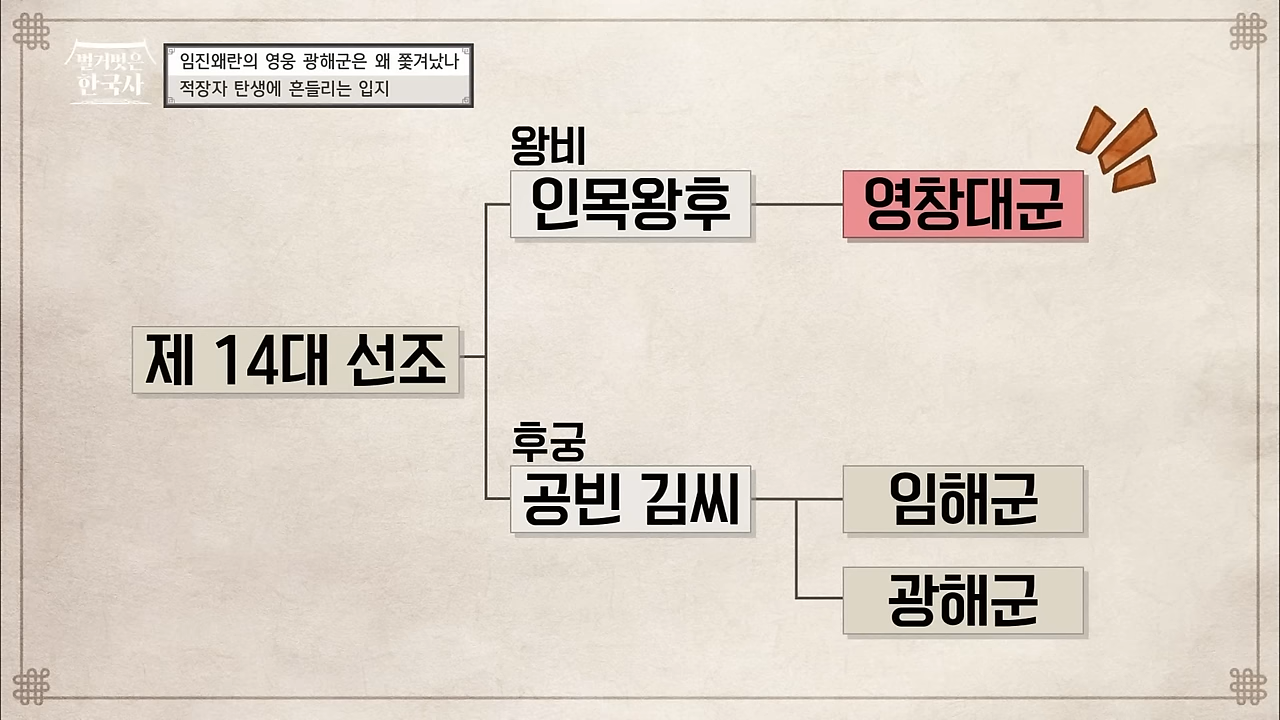 벌거벗은
한국사
임진왜란의 영웅 광해군은 왜 쫓겨났나
적장자 탄생에 흔들리는 입지
왕비
인목왕후
영창대군
제 14대 선조
후궁
공빈 김씨
임해군
광해군